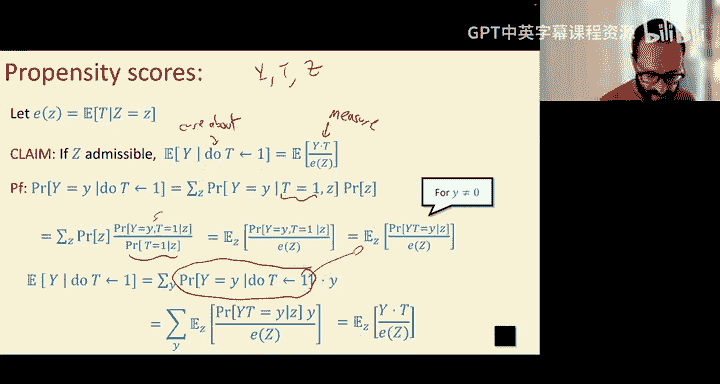 GPT中英字幕课程资源 bilibili
Propensity scores: Y, T, Z
Let e(z) = 𝔼[T|Z = z]
care about measure
CLAIM: If Z admissible, 𝔼[Y | do T ← 1] = 𝔼[Y·T / e(Z)]
Pf: Pr[Y = y |do T ← 1] = ∑_z Pr[ Y = y | T = 1, z] Pr[z]
For y ≠ 0
= ∑_z Pr[z] Pr[Y=y,T=1|z] / Pr[ T=1|z] = 𝔼_z [Pr[Y=y,T=1 |z] / e(Z)] = 𝔼_z [Pr[YT=y|z] / e(Z)]
𝔼 [ Y | do T ← 1] = ∑_y Pr[Y = y |do T ← 1] · y
= ∑_y 𝔼_z [Pr[YT = y|z] y / e(Z)] = 𝔼_z [Y · T / e(Z)]